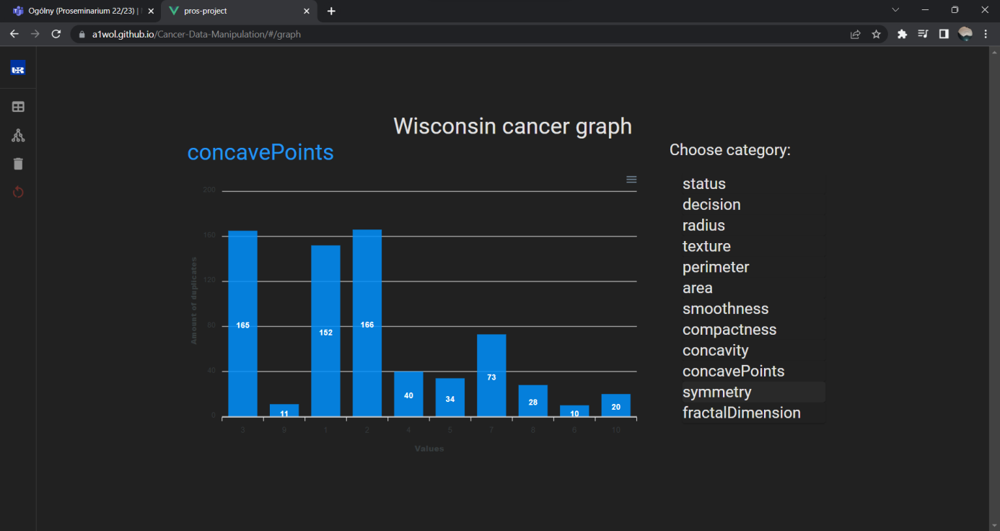 Ogólny (Proseminarium 22/23) |
pros-project
a1wol.github.io/Cancer-Data-Manipulation/#/graph
UR
Wisconsin cancer graph
concavePoints
Choose category:
status
decision
radius
texture
perimeter
area
smoothness
compactness
concavity
concavePoints
symmetry
fractalDimension
Amount of duplicates
200
160
120
80
40
0
165
11
152
166
40
34
73
28
10
20
3 9 1 2 4 5 7 8 6 10
Values